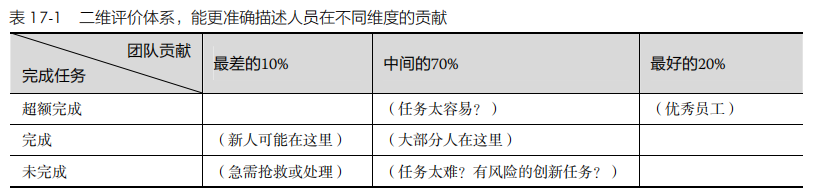 表 17-1 二维评价体系，能更准确描述人员在不同维度的贡献
团队贡献
完成任务
最差的10% 中间的70% 最好的20%
超额完成 （任务太容易？） （优秀员工）
完成 （新人可能在这里） （大部分人在这里）
未完成 （急需抢救或处理） （任务太难？有风险的创新任务？）